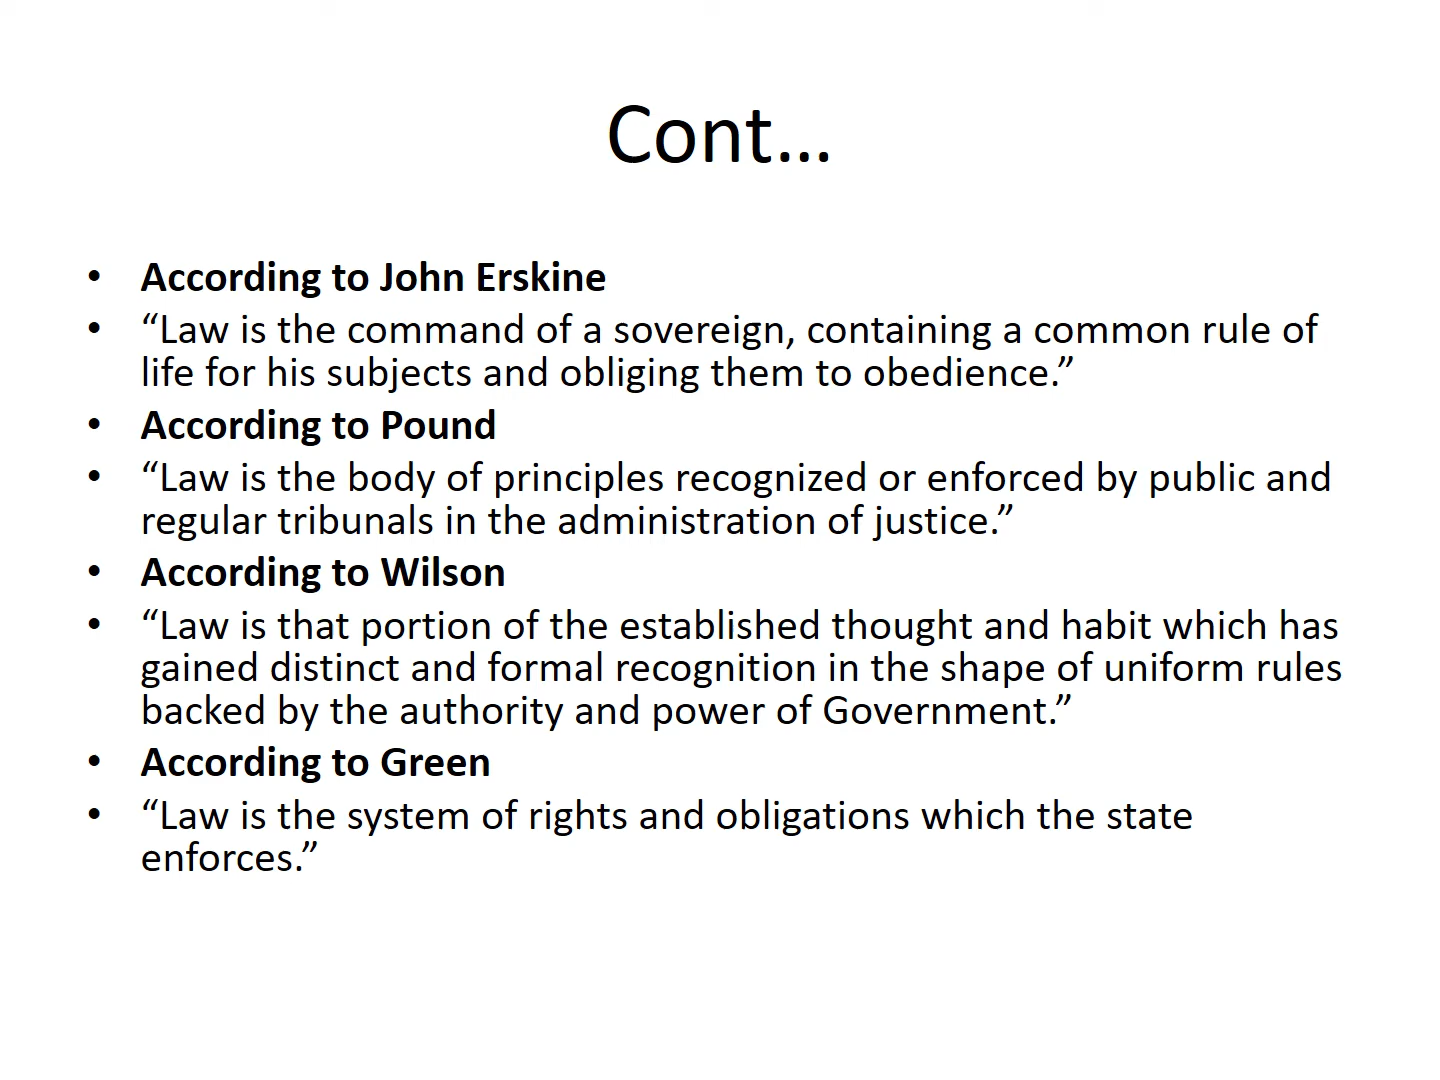 Cont…
• According to John Erskine
• “Law is the command of a sovereign, containing a common rule of
life for his subjects and obliging them to obedience.”
• According to Pound
• “Law is the body of principles recognized or enforced by public and
regular tribunals in the administration of justice.”
• According to Wilson
• “Law is that portion of the established thought and habit which has
gained distinct and formal recognition in the shape of uniform rules
backed by the authority and power of Government.”
• According to Green
• “Law is the system of rights and obligations which the state
enforces.”